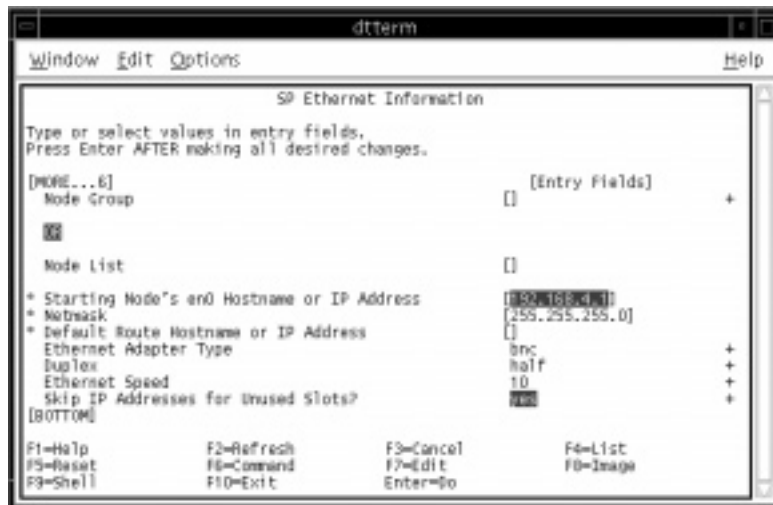 dtterm
Window Edit Options Help
SP Ethernet Information
Type or select values in entry fields.
Press Enter AFTER making all desired changes.
[MORE...6] [Entry Fields]
Node Group [] +
OR
Node List []
* Starting Node's en0 Hostname or IP Address [192.168.4.1]
* Netmask [255.255.255.0]
* Default Route Hostname or IP Address []
Ethernet Adapter Type bnc +
Duplex half +
Ethernet Speed 10 +
Skip IP Addresses for Unused Slots? yes +
[BOTTOM]
F1=Help F2=Refresh F3=Cancel F4=List
F5=Reset F6=Command F7=Edit F8=Image
F9=Shell F10=Exit Enter=Do